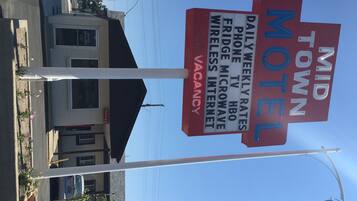 MID
TOWN
MOTEL
DAILY WEEKLY RATES
PHONE TV HBO
FRIDGE MICROWAVE
WIRELESS INTERNET
VACANCY